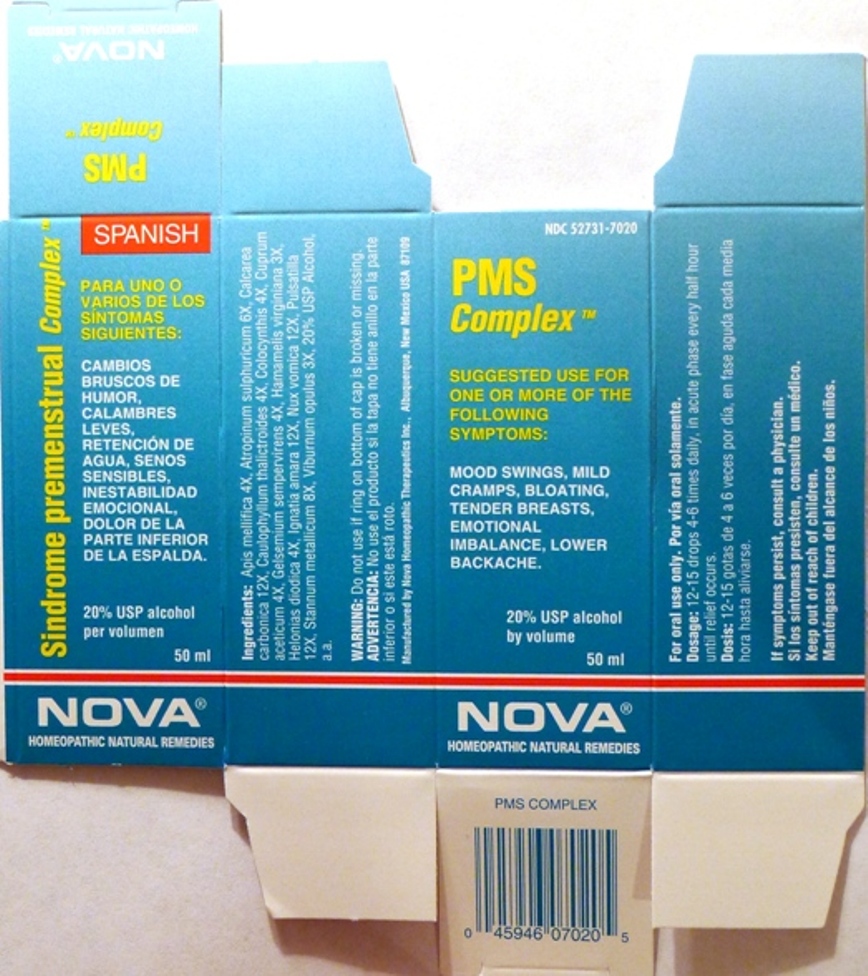 NOVA®
HOMEOPATHIC NATURAL REMEDIES
PMS
Complex™
SPANISH
Sindrome premenstrual Complex™
PARA UNO O
VARIOS DE LOS
SÍNTOMAS
SIGUIENTES:
CAMBIOS
BRUSCOS DE
HUMOR,
CALAMBRES
LEVES,
RETENCIÓN DE
AGUA, SENOS
SENSIBLES,
INESTABILIDAD
EMOCIONAL,
DOLOR DE LA
PARTE INFERIOR
DE LA ESPALDA.
20% USP alcohol
per volumen
50 ml
NOVA®
HOMEOPATHIC NATURAL REMEDIES
Ingredients: Apis mellifica 4X, Atropinum sulphuricum 6X, Calcarea
carbonica 12X, Caulophyllum thalictroides 4X, Colocynthis 4X, Cuprum
aceticum 4X, Gelsemium sempervirens 4X, Hamamelis virginiana 3X,
Helonias diodica 4X, Ignatia amara 12X, Nux vomica 12X, Pulsatilla
12X, Stannum metallicum 8X, Viburnum opulus 3X, 20% USP Alcohol,
a.a.
WARNING: Do not use if ring on bottom of cap is broken or missing.
ADVERTENCIA: No use el producto si la tapa no tiene anillo en la parte
inferior o si este está roto.
Manufactured by Nova Homeopathic Therapeutics Inc., Albuquerque, New Mexico USA 87109
NDC 52731-7020
PMS
Complex™
SUGGESTED USE FOR
ONE OR MORE OF THE
FOLLOWING
SYMPTOMS:
MOOD SWINGS, MILD
CRAMPS, BLOATING,
TENDER BREASTS,
EMOTIONAL
IMBALANCE, LOWER
BACKACHE.
20% USP alcohol
by volume
50 ml
NOVA®
HOMEOPATHIC NATURAL REMEDIES
For oral use only. Por vía oral solamente.
Dosage: 12-15 drops 4-6 times daily, in acute phase every half hour
until relief occurs.
Dosis: 12-15 gotas de 4 a 6 veces por día, en fase aguda cada media
hora hasta aliviarse.
If symptoms persist, consult a physician.
Si los síntomas presisten, consulte un médico.
Keep out of reach of children.
Manténgase fuera del alcance de los niños.
PMS COMPLEX
0 45946 07020 5